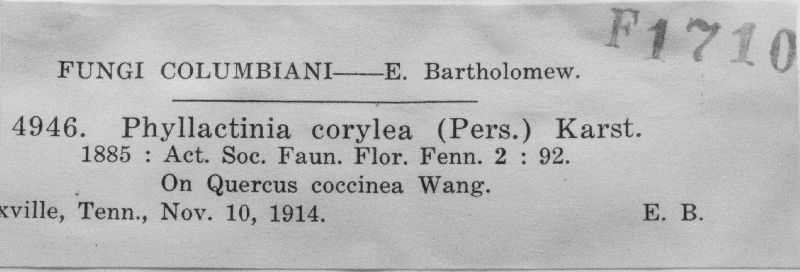 F1710
FUNGI COLUMBIANI——E. Bartholomew.
4946. Phyllactinia corylea (Pers.) Karst.
1885 : Act. Soc. Faun. Flor. Fenn. 2 : 92.
On Quercus coccinea Wang.
xville, Tenn., Nov. 10, 1914. E. B.